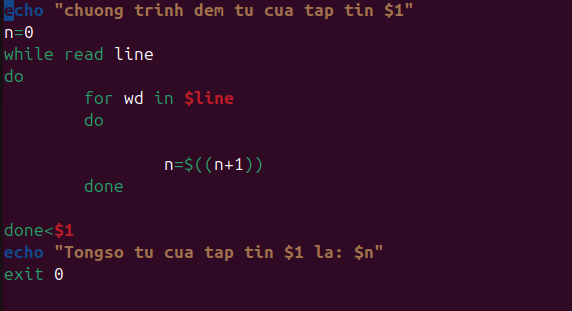 echo "chuong trinh dem tu cua tap tin $1"
n=0
while read line
do
        for wd in $line
        do

                n=$((n+1))
        done

done<$1
echo "Tongso tu cua tap tin $1 la: $n"
exit 0